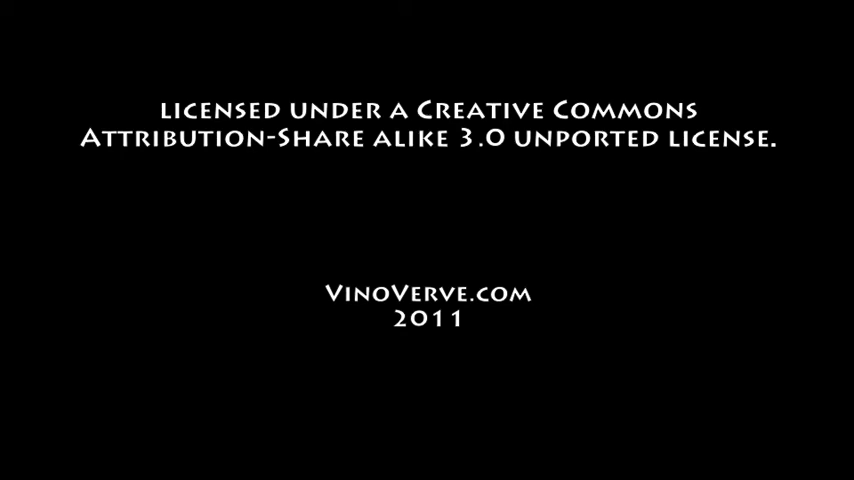 licensed under a Creative Commons
Attribution-Share alike 3.0 unported license.
VinoVerve.com
2011